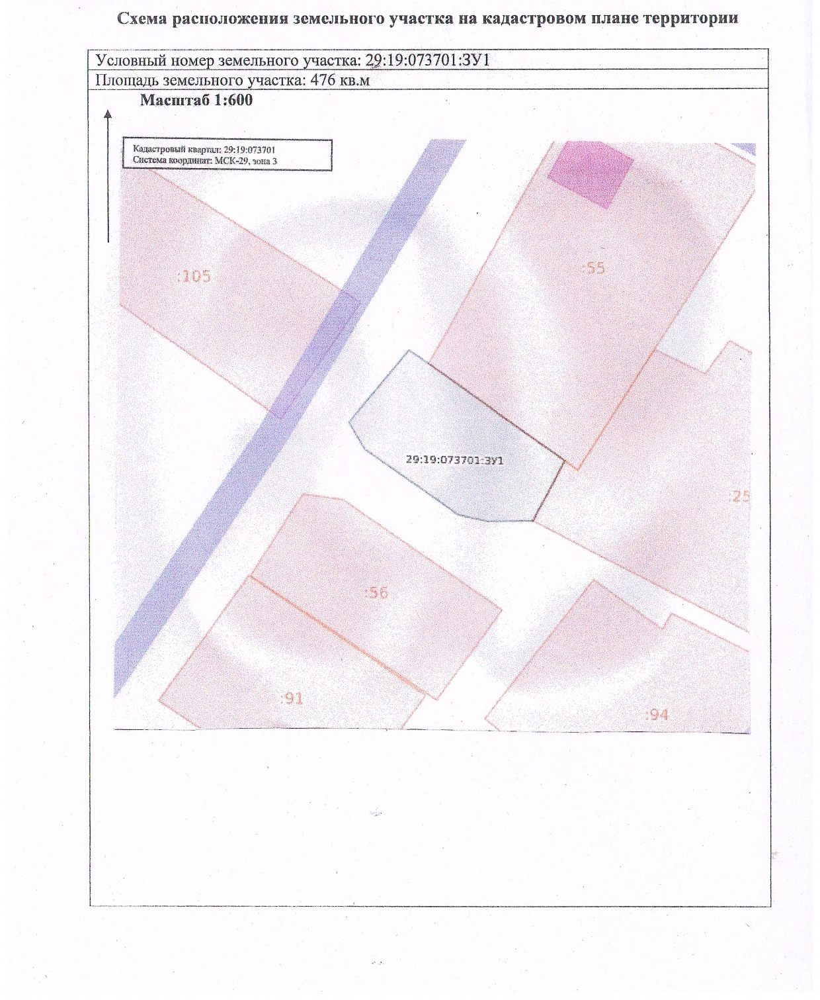 Схема расположения земельного участка на кадастровом плане территории
Условный номер земельного участка: 29:19:073701:ЗУ1
Площадь земельного участка: 476 кв.м
Масштаб 1:600
Кадастровый квартал: 29:19:073701
Система координат: МСК-29, зона 3
:105
:55
29:19:073701:ЗУ1
:25
:56
:91
:94